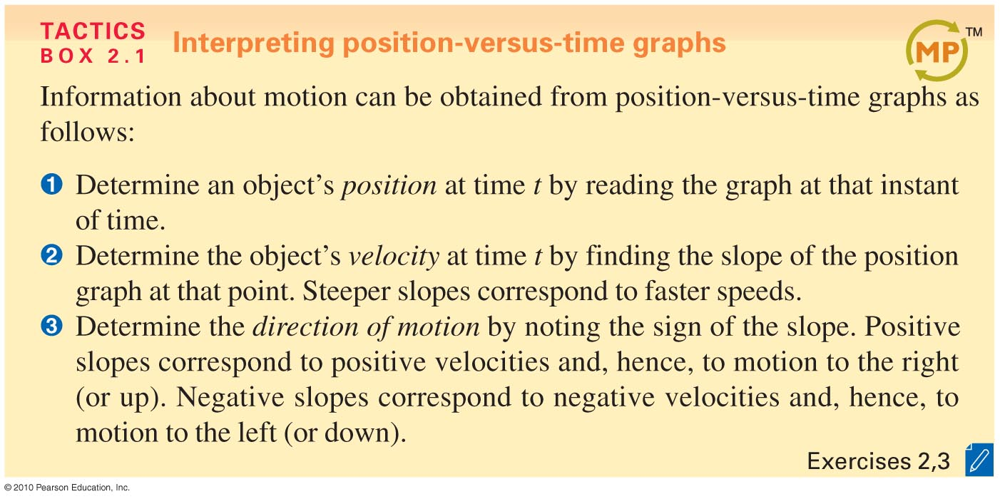 TACTICS
BOX 2.1
Interpreting position-versus-time graphs
MP
TM
Information about motion can be obtained from position-versus-time graphs as
follows:
1 Determine an object’s position at time t by reading the graph at that instant
of time.
2 Determine the object’s velocity at time t by finding the slope of the position
graph at that point. Steeper slopes correspond to faster speeds.
3 Determine the direction of motion by noting the sign of the slope. Positive
slopes correspond to positive velocities and, hence, to motion to the right
(or up). Negative slopes correspond to negative velocities and, hence, to
motion to the left (or down).
Exercises 2,3
© 2010 Pearson Education, Inc.